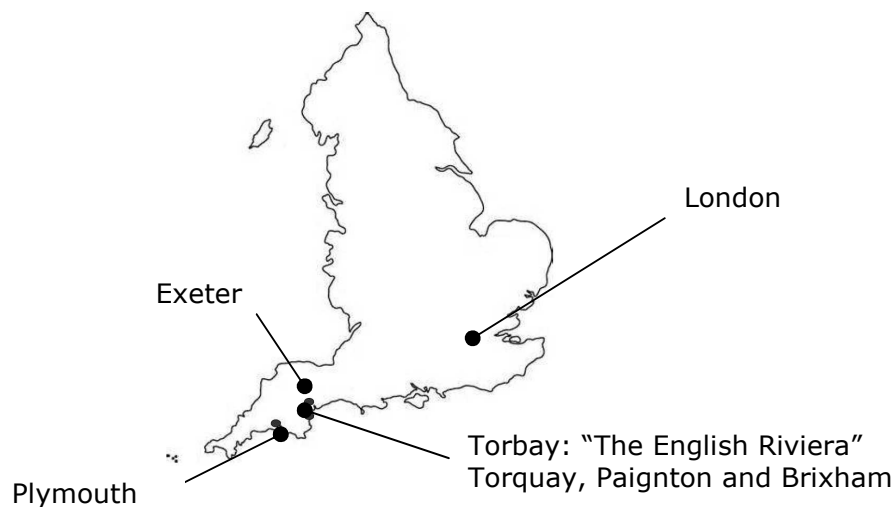 London
Exeter
Torbay: “The English Riviera”
Torquay, Paignton and Brixham
Plymouth